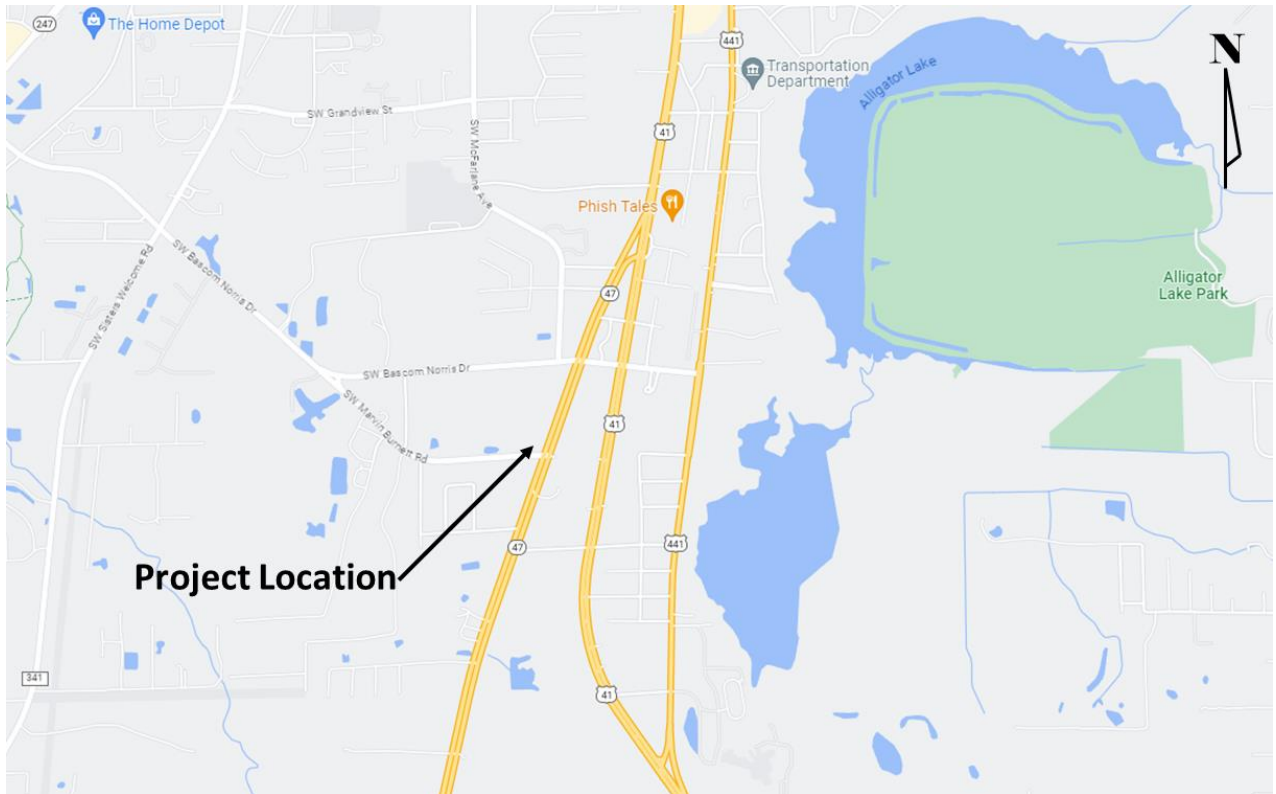 247
The Home Depot
441
Transportation
Department
Alligator Lake
N
SW Grandview St
SW McFarlane Ave
41
Phish Tales
SW Sisters Welcome Rd
SW Bascom Norris Dr
47
Alligator
Lake Park
SW Bascom Norris Dr
SW Marvin Burnett Rd
41
47
441
Project Location
341
41